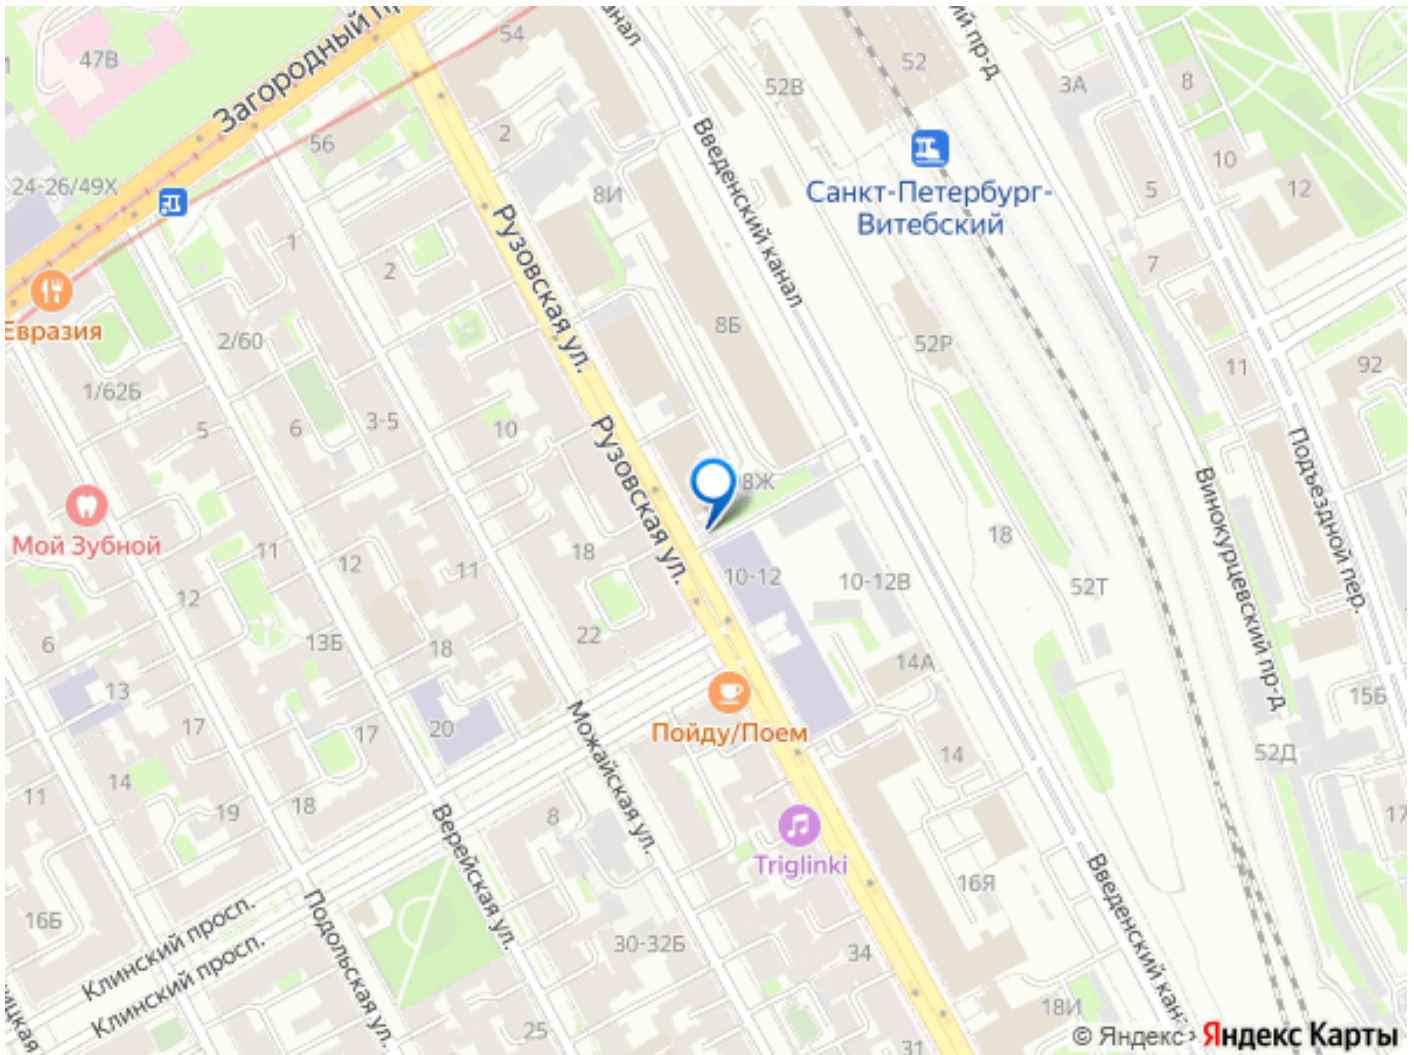 47В
Загородный п
54
анал
52
ий пр-д
52В
3А
8
56
2
Введенский канал
24-26/49Х
8И
Санкт-Петербург-
Витебский
10
5
12
1
2
Рузовская ул.
7
Евразия
2/60
8Б
52Р
11
92
1/62Б
5
6
3-5
10
Рузовская ул.
8Ж
Подъездной пер.
Винокурцевский пр-д
Мой Зубной
11
12
11
18
10-12
10-12В
18
52Т
12
6
13Б
18
22
14А
13
15Б
17
20
17
Пойду/Поем
Можайская ул.
14
52Д
14
11
19
18
8
Верейская ул.
Triglinki
17
16Я
Введенский кан
16Б
Клинский просп.
Клинский просп.
Подольская ул.
30-32Б
34
цкая
25
31
18И
© Яндекс
Яндекс Карты